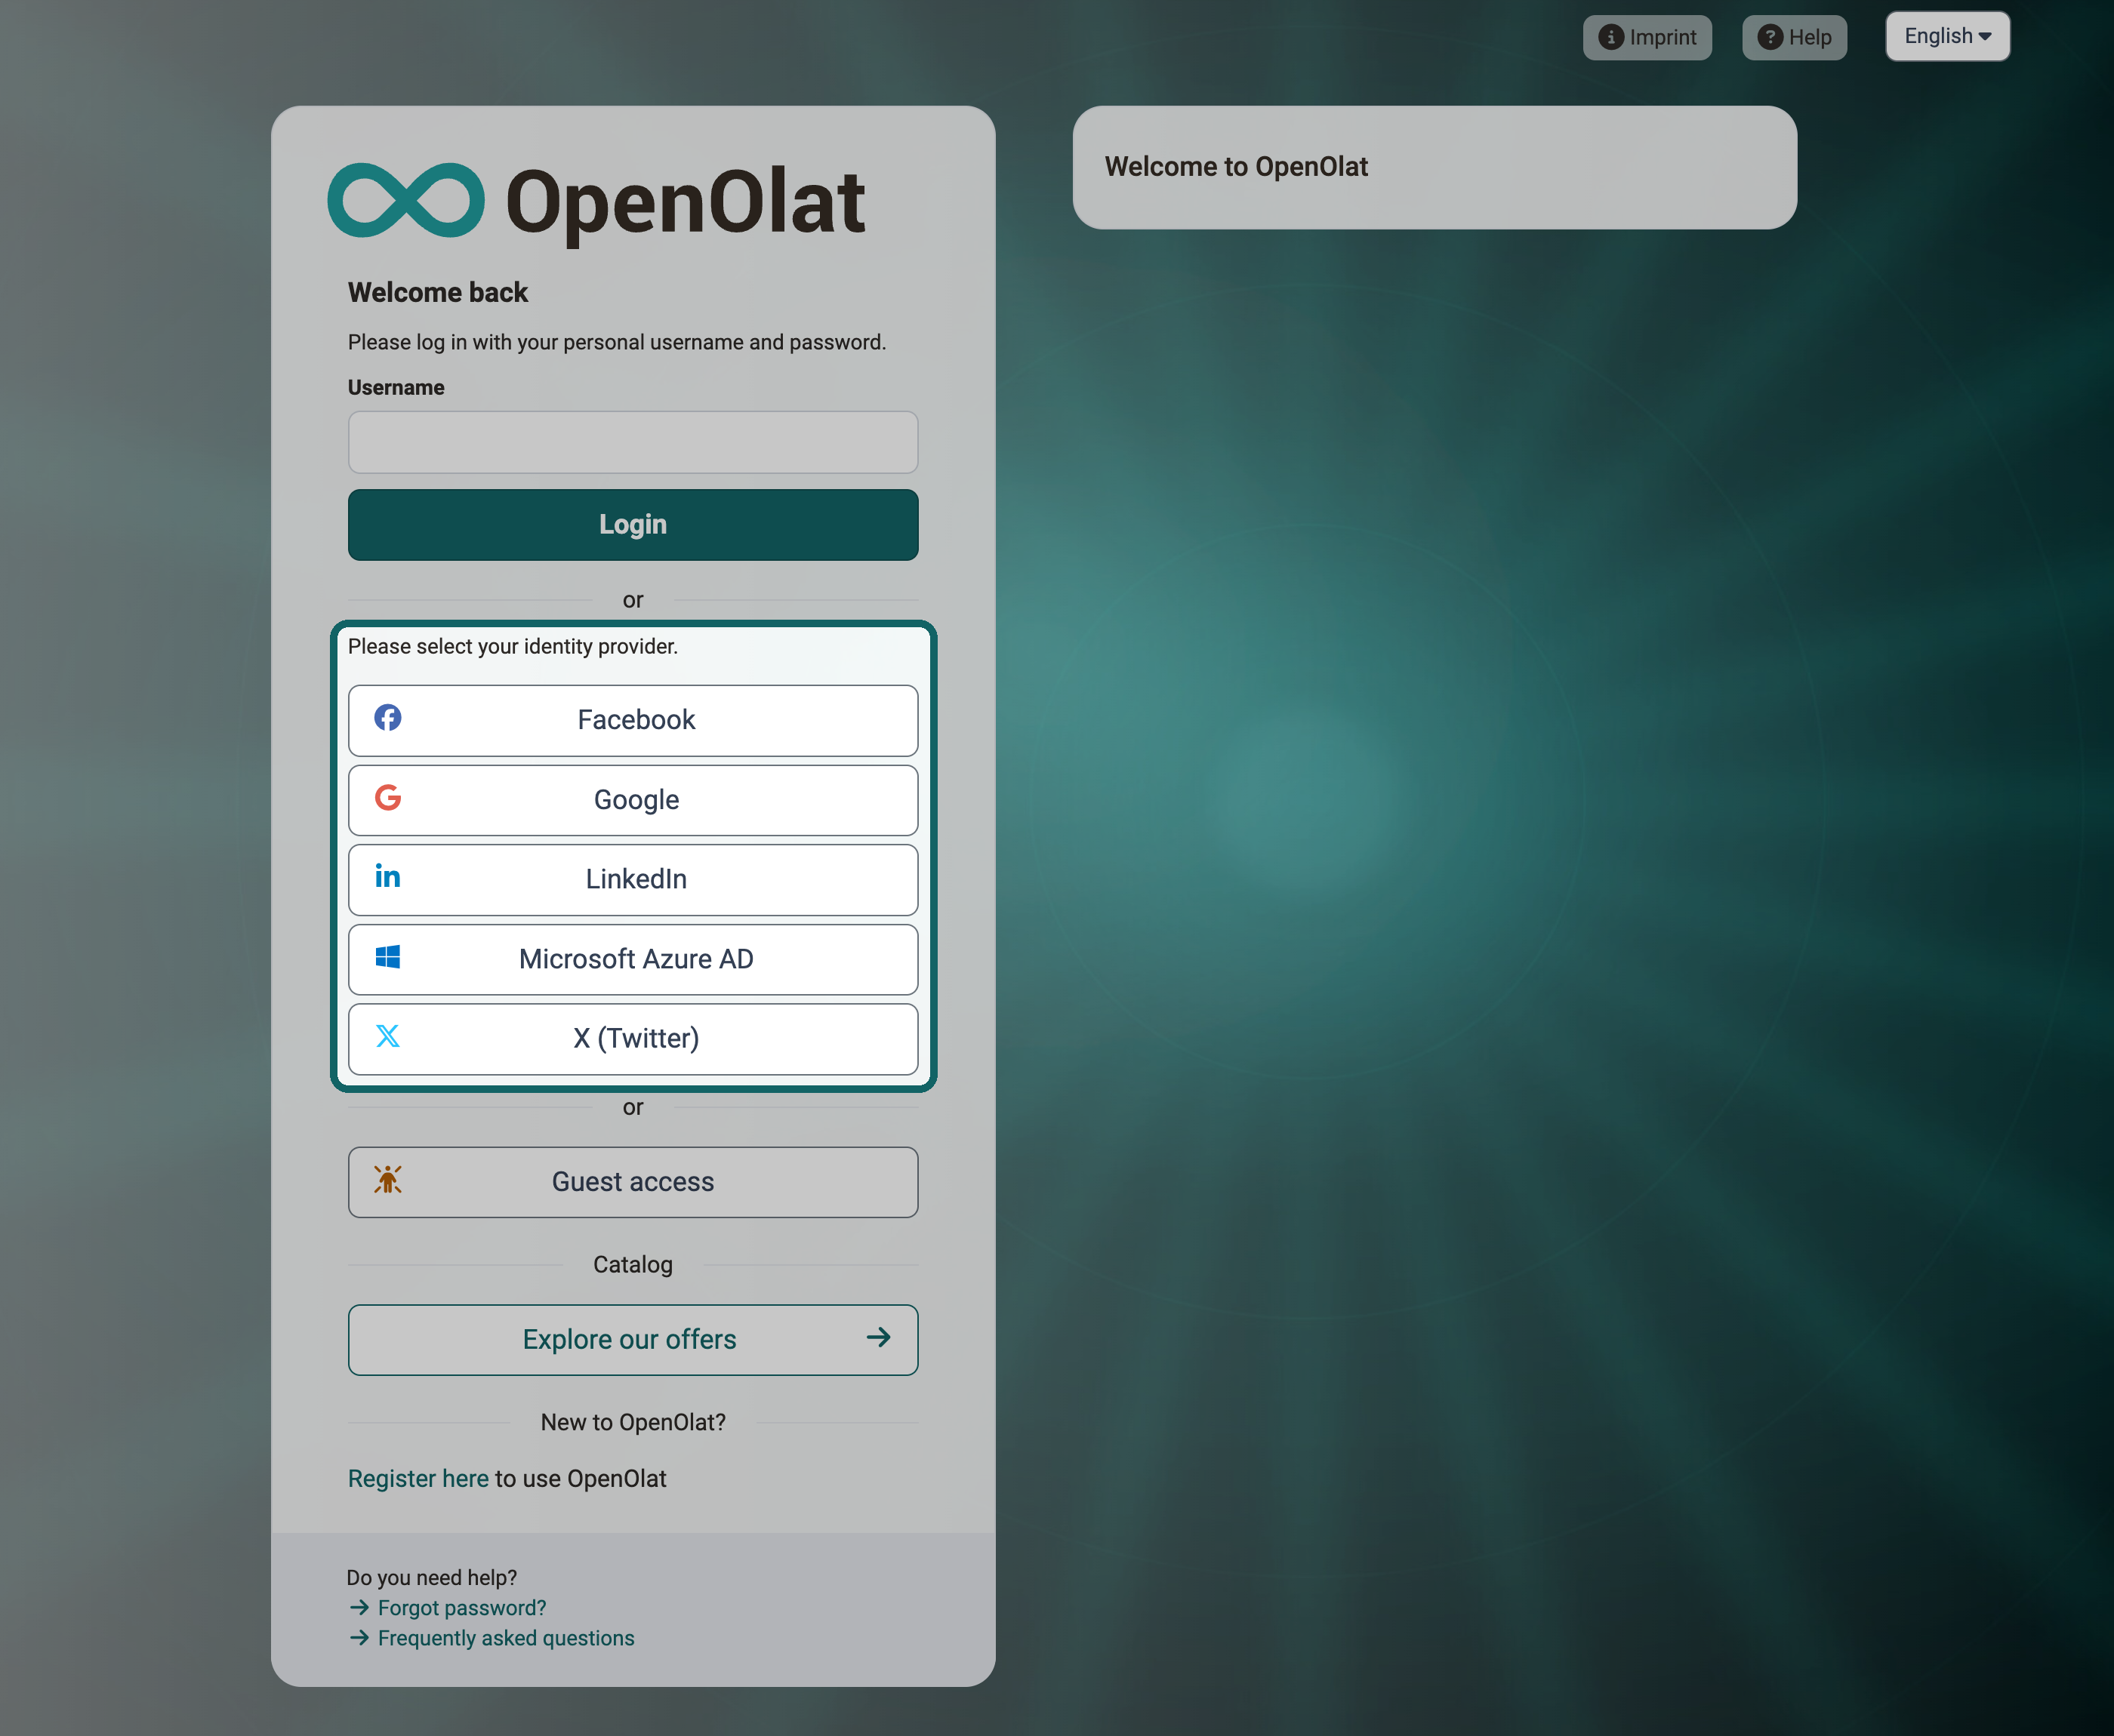 Imprint
Help
English
OpenOlat
Welcome back
Please log in with your personal username and password.
Username
Login
or
Please select your identity provider.
Facebook
Google
LinkedIn
Microsoft Azure AD
X (Twitter)
or
Guest access
Catalog
Explore our offers
New to OpenOlat?
Register here to use OpenOlat
Do you need help?
Forgot password?
Frequently asked questions
Welcome to OpenOlat